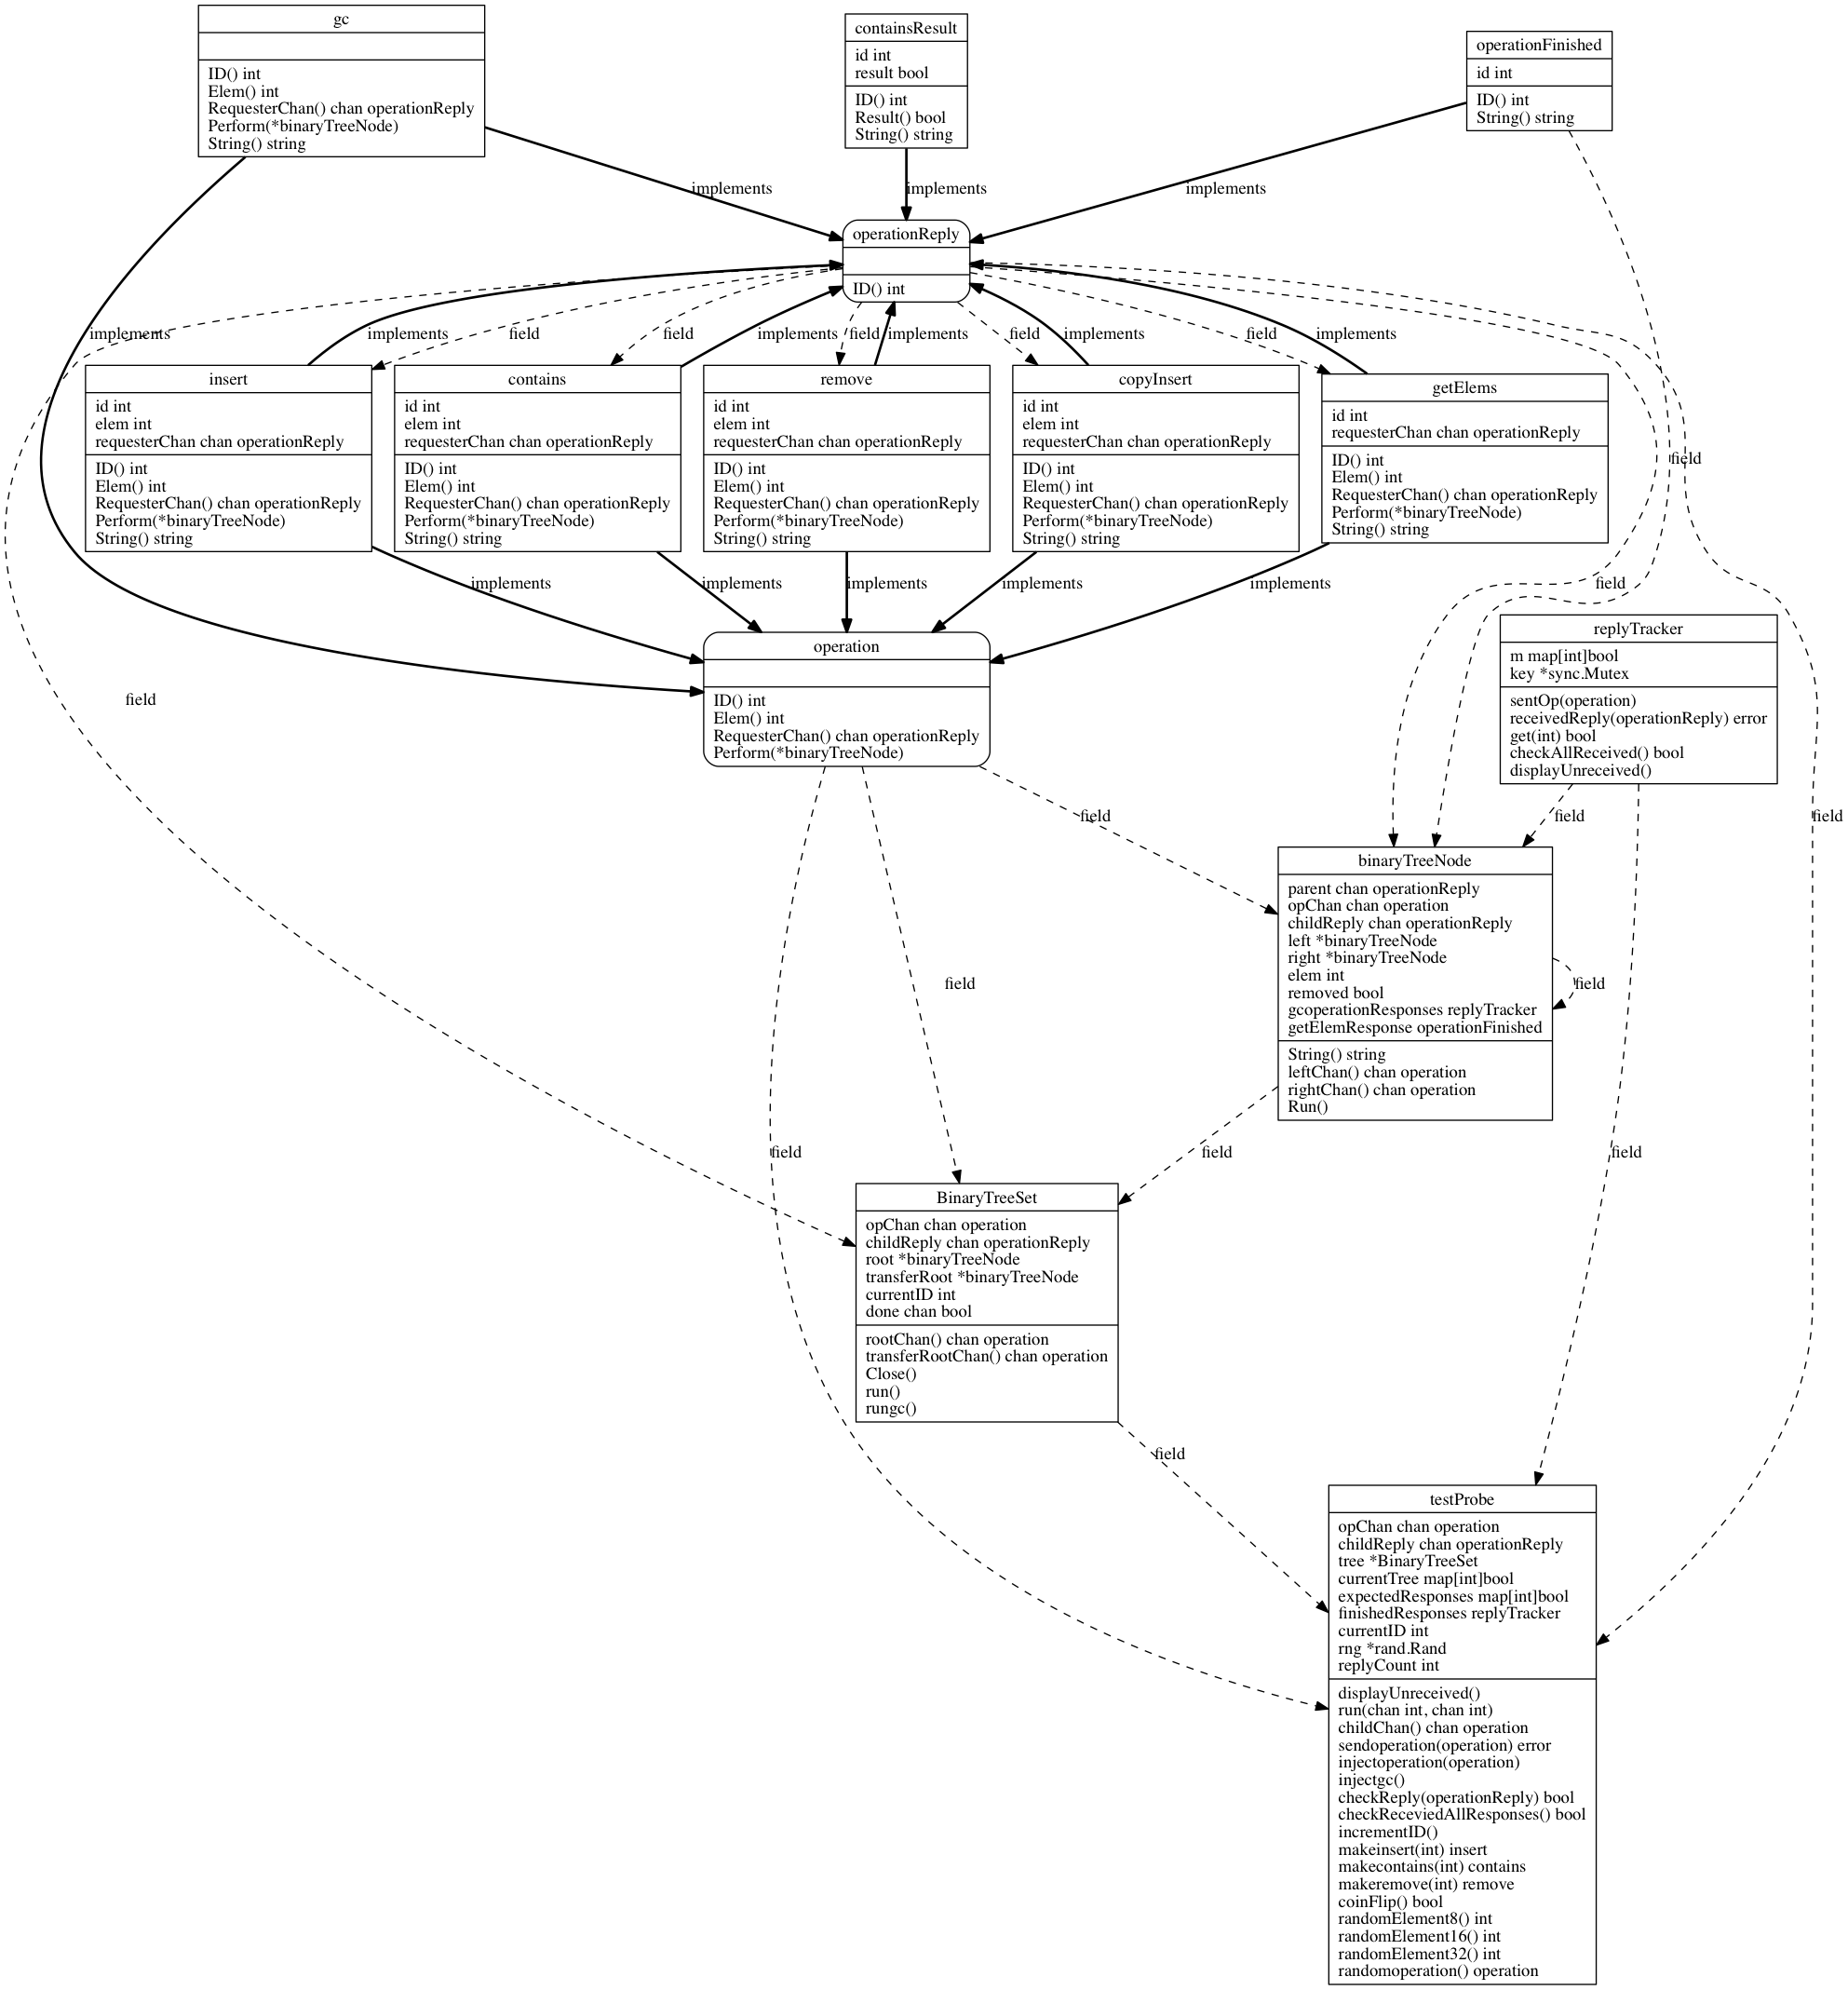 gc
ID() int
Elem() int
RequesterChan() chan operationReply
Perform(*binaryTreeNode)
String() string
containsResult
id int
result bool
ID() int
Result() bool
String() string
operationFinished
id int
ID() int
String() string
implements
implements
implements
operationReply
ID() int
implements
implements
field
field
implements
field
implements
field
implements
field
implements
insert
id int
elem int
requesterChan chan operationReply
ID() int
Elem() int
RequesterChan() chan operationReply
Perform(*binaryTreeNode)
String() string
contains
id int
elem int
requesterChan chan operationReply
ID() int
Elem() int
RequesterChan() chan operationReply
Perform(*binaryTreeNode)
String() string
remove
id int
elem int
requesterChan chan operationReply
ID() int
Elem() int
RequesterChan() chan operationReply
Perform(*binaryTreeNode)
String() string
copyInsert
id int
elem int
requesterChan chan operationReply
ID() int
Elem() int
RequesterChan() chan operationReply
Perform(*binaryTreeNode)
String() string
getElems
id int
requesterChan chan operationReply
ID() int
Elem() int
RequesterChan() chan operationReply
Perform(*binaryTreeNode)
String() string
field
implements
implements
implements
implements
implements
field
operation
ID() int
Elem() int
RequesterChan() chan operationReply
Perform(*binaryTreeNode)
replyTracker
m map[int]bool
key *sync.Mutex
sentOp(operation)
receivedReply(operationReply) error
get(int) bool
checkAllReceived() bool
displayUnreceived()
field
field
field
field
binaryTreeNode
parent chan operationReply
opChan chan operation
childReply chan operationReply
left *binaryTreeNode
right *binaryTreeNode
elem int
removed bool
gcoperationResponses replyTracker
getElemResponse operationFinished
String() string
leftChan() chan operation
rightChan() chan operation
Run()
field
field
field
field
field
BinaryTreeSet
opChan chan operation
childReply chan operationReply
root *binaryTreeNode
transferRoot *binaryTreeNode
currentID int
done chan bool
rootChan() chan operation
transferRootChan() chan operation
Close()
run()
rungc()
field
testProbe
opChan chan operation
childReply chan operationReply
tree *BinaryTreeSet
currentTree map[int]bool
expectedResponses map[int]bool
finishedResponses replyTracker
currentID int
rng *rand.Rand
replyCount int
displayUnreceived()
run(chan int, chan int)
childChan() chan operation
sendoperation(operation) error
injectoperation(operation)
injectgc()
checkReply(operationReply) bool
checkReceviedAllResponses() bool
incrementID()
makeinsert(int) insert
makecontains(int) contains
makeremove(int) remove
coinFlip() bool
randomElement8() int
randomElement16() int
randomElement32() int
randomoperation() operation